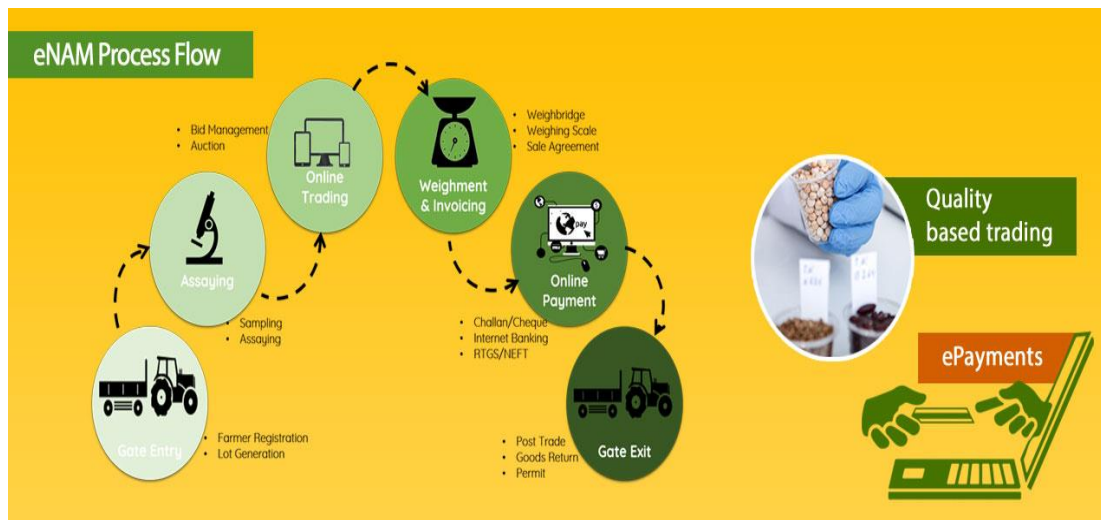 eNAM Process Flow
Gate Entry
• Farmer Registration
• Lot Generation
Assaying
• Sampling
• Assaying
Online
Trading
• Bid Management
• Auction
Weighment
& Invoicing
• Weighbridge
• Weighing Scale
• Sale Agreement
pay
Online
Payment
• Challan/Cheque
• Internet Banking
• RTGS/NEFT
Gate Exit
• Post Trade
• Goods Return
• Permit
Quality
based trading
ePayments